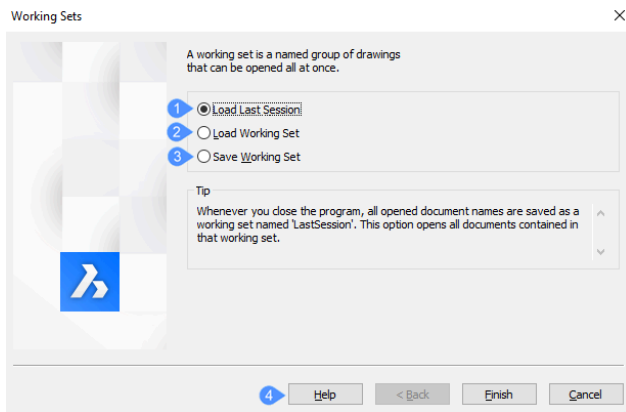 Working Sets
A working set is a named group of drawings
that can be opened all at once.
1 Load Last Session
2 Load Working Set
3 Save Working Set
Tip
Whenever you close the program, all opened document names are saved as a
working set named 'LastSession'. This option opens all documents contained in
that working set.
4 Help < Back Finish Cancel